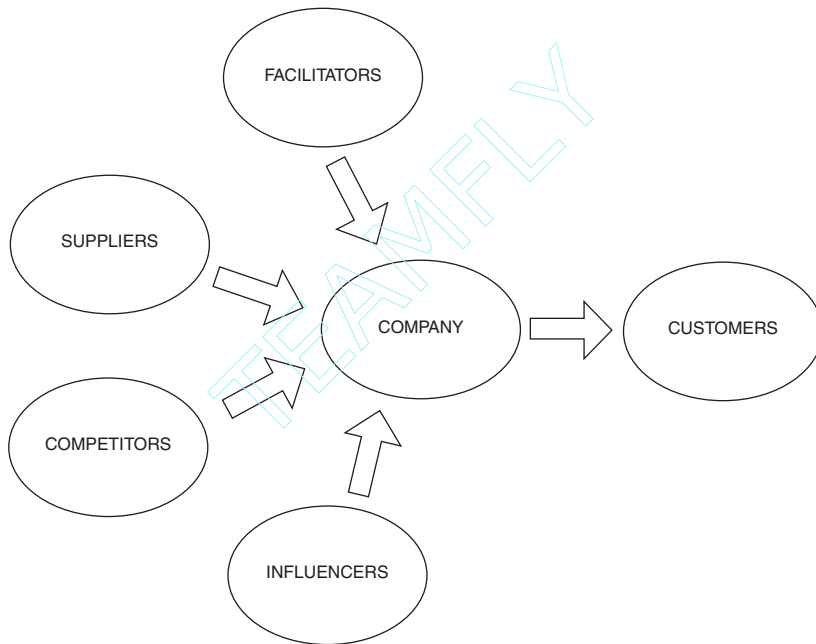 FACILITATORS
SUPPLIERS
COMPANY
CUSTOMERS
COMPETITORS
INFLUENCERS
TEAMFLY